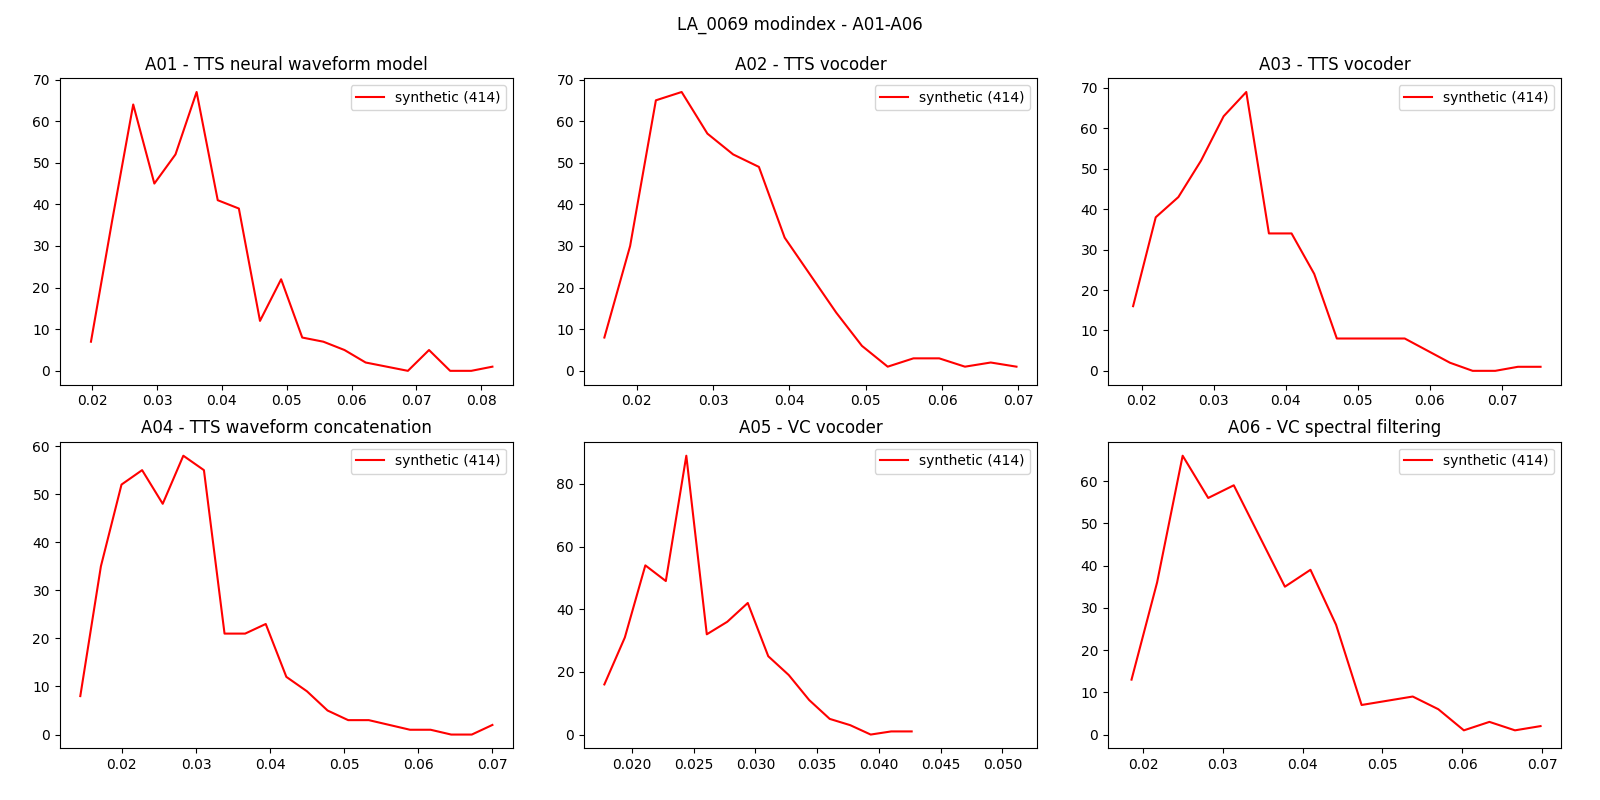 LA_0069 modindex - A01-A06
A01 - TTS neural waveform model
synthetic (414)
70
60
50
40
30
20
10
0
0.02 0.03 0.04 0.05 0.06 0.07 0.08
A02 - TTS vocoder
synthetic (414)
70
60
50
40
30
20
10
0
0.02 0.03 0.04 0.05 0.06 0.07
A03 - TTS vocoder
synthetic (414)
70
60
50
40
30
20
10
0
0.02 0.03 0.04 0.05 0.06 0.07
A04 - TTS waveform concatenation
synthetic (414)
60
50
40
30
20
10
0
0.02 0.03 0.04 0.05 0.06 0.07
A05 - VC vocoder
synthetic (414)
80
60
40
20
0
0.020 0.025 0.030 0.035 0.040 0.045 0.050
A06 - VC spectral filtering
synthetic (414)
60
50
40
30
20
10
0
0.02 0.03 0.04 0.05 0.06 0.07